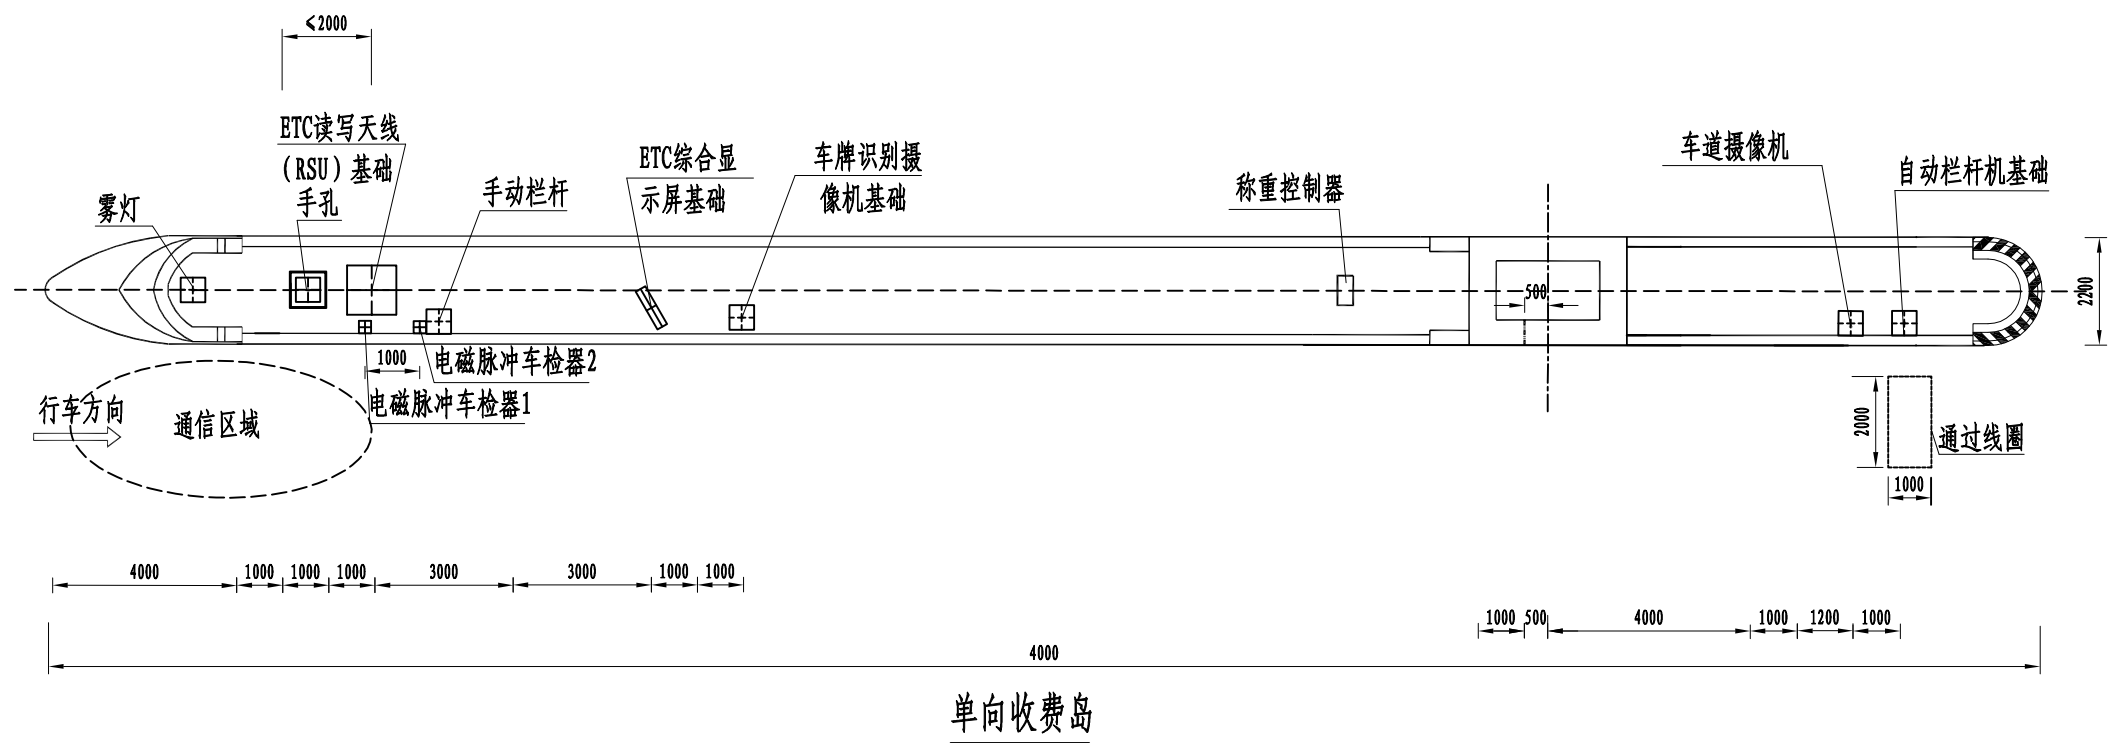 <2000
ETC读写天线
（RSU）基础
手孔
雾灯
手动栏杆
ETC综合显
示屏基础
车牌识别摄
像机基础
称重控制器
车道摄像机
自动栏杆机基础
500
2200
1000
电磁脉冲车检器2
电磁脉冲车检器1
行车方向
通信区域
2000
通过线圈
1000
4000 1000 1000 1000 3000 3000 1000 1000
1000 500 4000 1000 1200 1000
4000
单向收费岛